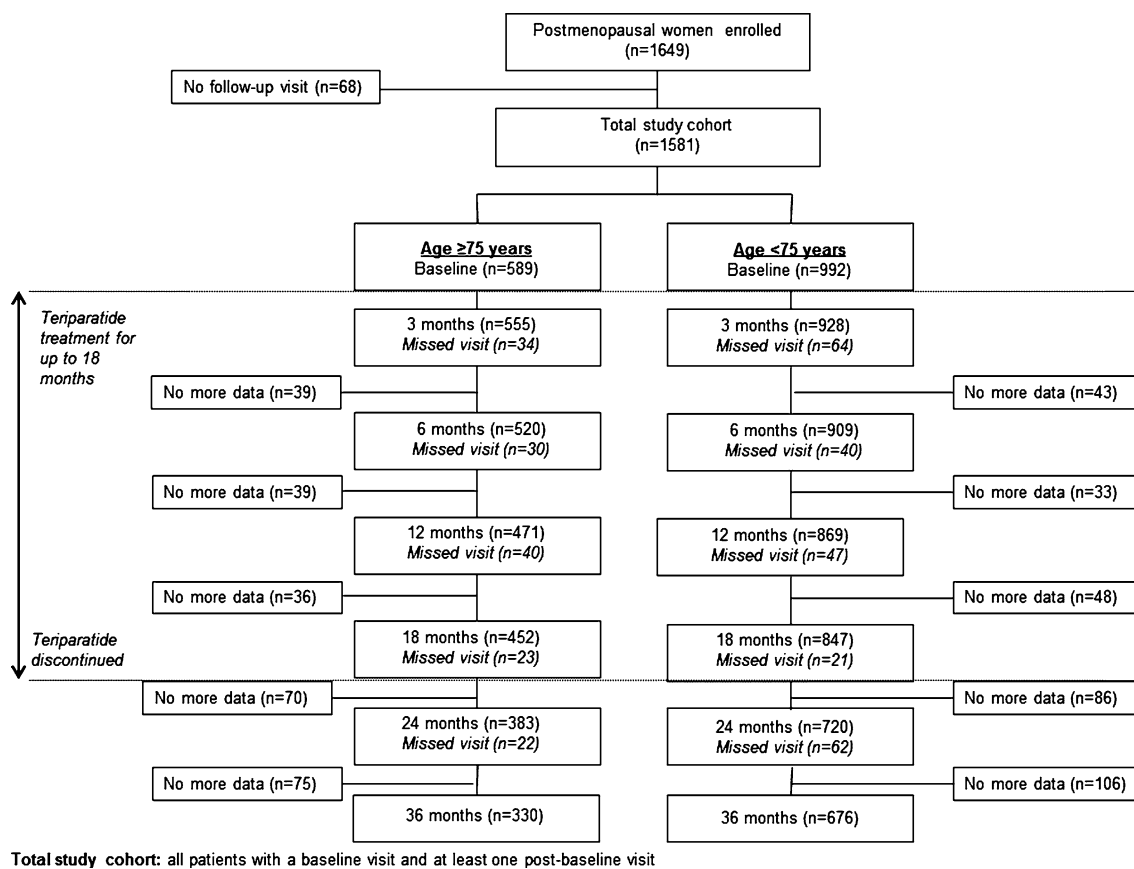 Postmenopausal women enrolled
(n=1649)
No follow-up visit (n=68)
Total study cohort
(n=1581)
Age ≥75 years
Baseline (n=589)
Age <75 years
Baseline (n=992)
Teriparatide
treatment for
up to 18
months
3 months (n=555)
Missed visit (n=34)
3 months (n=928)
Missed visit (n=64)
No more data (n=39)
No more data (n=43)
6 months (n=520)
Missed visit (n=30)
6 months (n=909)
Missed visit (n=40)
No more data (n=39)
No more data (n=33)
12 months (n=471)
Missed visit (n=40)
12 months (n=869)
Missed visit (n=47)
No more data (n=36)
No more data (n=48)
Teriparatide
discontinued
18 months (n=452)
Missed visit (n=23)
18 months (n=847)
Missed visit (n=21)
No more data (n=70)
No more data (n=86)
24 months (n=383)
Missed visit (n=22)
24 months (n=720)
Missed visit (n=62)
No more data (n=75)
No more data (n=106)
36 months (n=330)
36 months (n=676)
Total study cohort: all patients with a baseline visit and at least one post-baseline visit